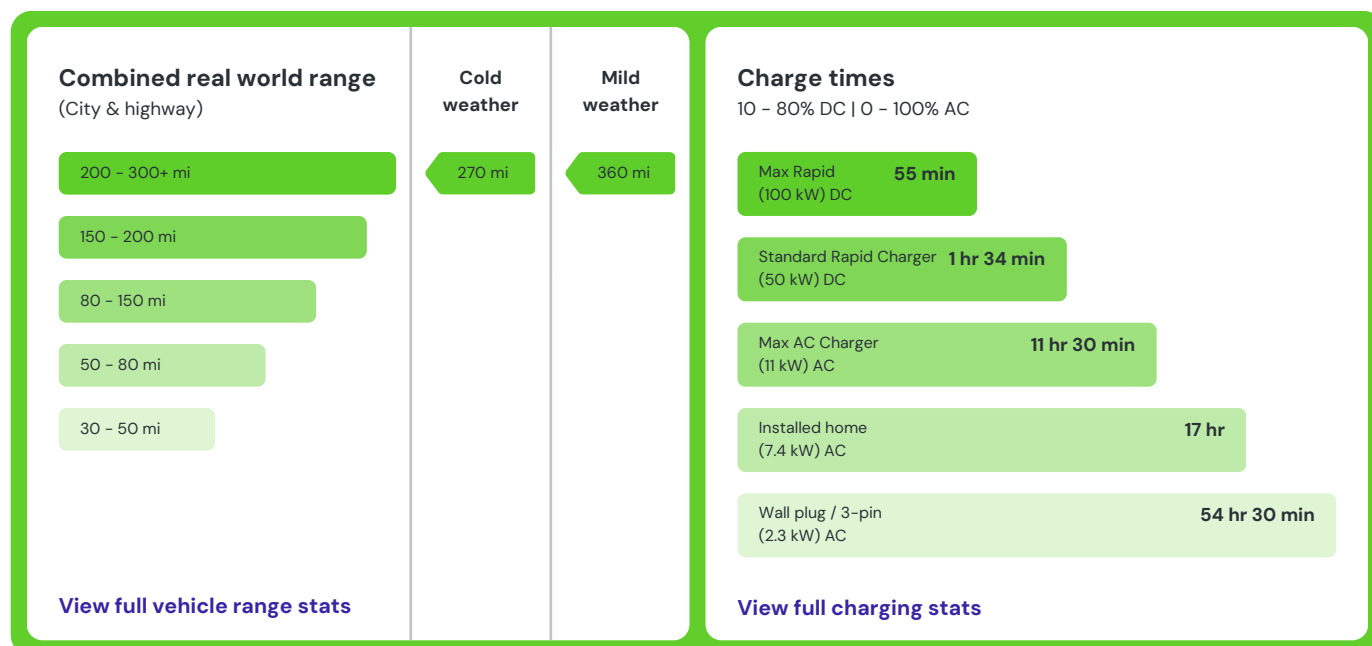 Combined real world range
(City & highway)
Cold
weather
Mild
weather
200 - 300+ mi
270 mi
360 mi
150 - 200 mi
80 - 150 mi
50 - 80 mi
30 - 50 mi
View full vehicle range stats
Charge times
10 - 80% DC | 0 - 100% AC
Max Rapid
(100 kW) DC
55 min
Standard Rapid Charger
(50 kW) DC
1 hr 34 min
Max AC Charger
(11 kW) AC
11 hr 30 min
Installed home
(7.4 kW) AC
17 hr
Wall plug / 3-pin
(2.3 kW) AC
54 hr 30 min
View full charging stats